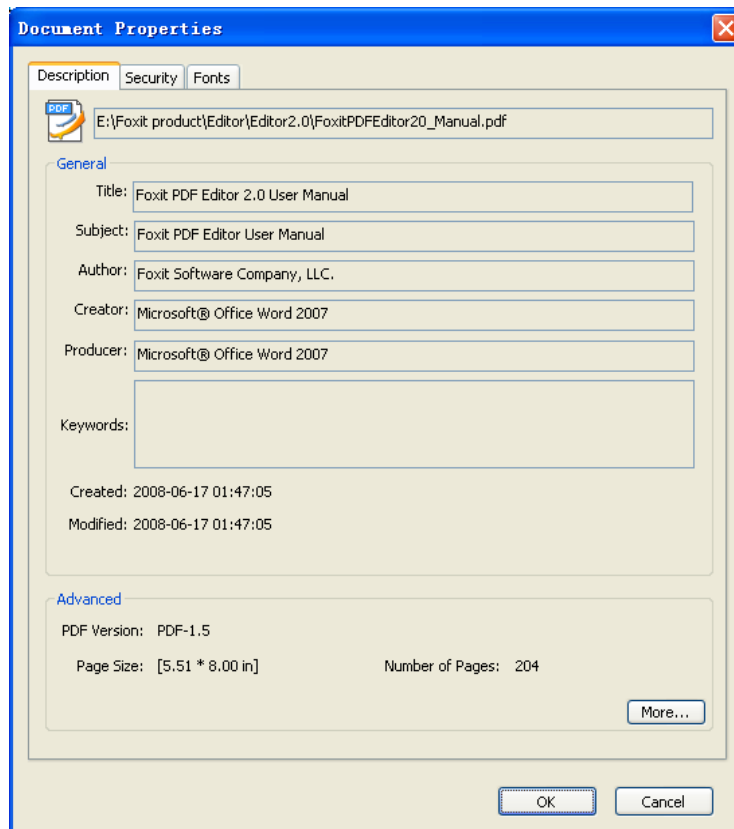 Document Properties
Description Security Fonts
PDF
E:\Foxit product\Editor\Editor2.0\FoxitPDFEditor20_Manual.pdf
General
Title: Foxit PDF Editor 2.0 User Manual
Subject: Foxit PDF Editor User Manual
Author: Foxit Software Company, LLC.
Creator: Microsoft® Office Word 2007
Producer: Microsoft® Office Word 2007
Keywords:
Created: 2008-06-17 01:47:05
Modified: 2008-06-17 01:47:05
Advanced
PDF Version: PDF-1.5
Page Size: [5.51 * 8.00 in] Number of Pages: 204
More...
OK Cancel